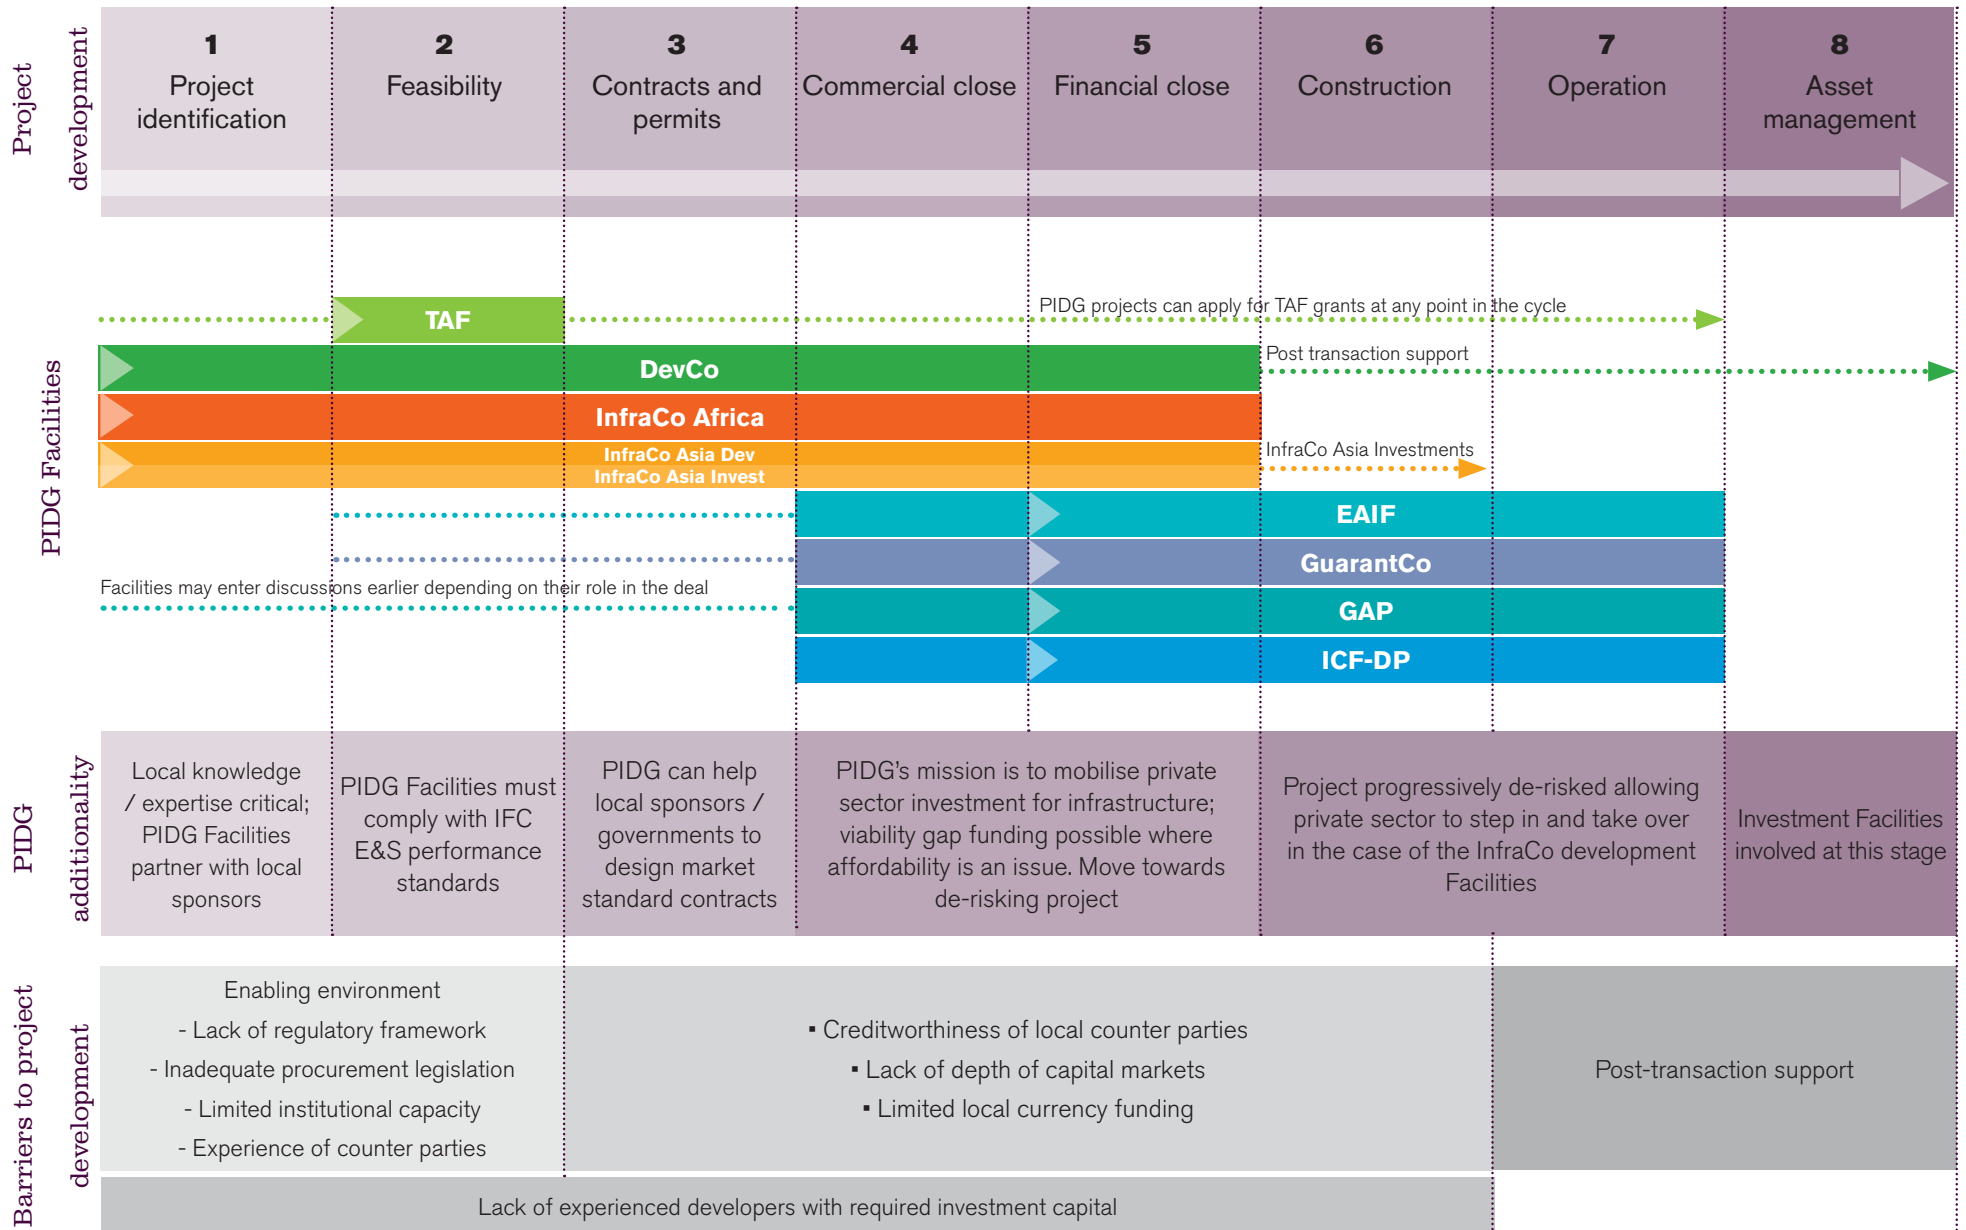 Project
development
1
Project
identification
2
Feasibility
3
Contracts and
permits
4
Commercial close
5
Financial close
6
Construction
7
Operation
8
Asset
management
PIDG Facilities
PIDG projects can apply for TAF grants at any point in the cycle
TAF
DevCo
Post transaction support
InfraCo Africa
InfraCo Asia Dev
InfraCo Asia Invest
InfraCo Asia Investments
EAIF
GuarantCo
Facilities may enter discussions earlier depending on their role in the deal
GAP
ICF-DP
PIDG
additionality
Local knowledge
/ expertise critical;
PIDG Facilities
partner with local
sponsors
PIDG Facilities must
comply with IFC
E&S performance
standards
PIDG can help
local sponsors /
governments to
design market
standard contracts
PIDG's mission is to mobilise private
sector investment for infrastructure;
viability gap funding possible where
affordability is an issue. Move towards
de-risking project
Project progressively de-risked allowing
private sector to step in and take over
in the case of the InfraCo development
Facilities
Investment Facilities
involved at this stage
Barriers to project
development
Enabling environment
- Lack of regulatory framework
- Inadequate procurement legislation
- Limited institutional capacity
- Experience of counter parties
▪ Creditworthiness of local counter parties
▪ Lack of depth of capital markets
▪ Limited local currency funding
Post-transaction support
Lack of experienced developers with required investment capital